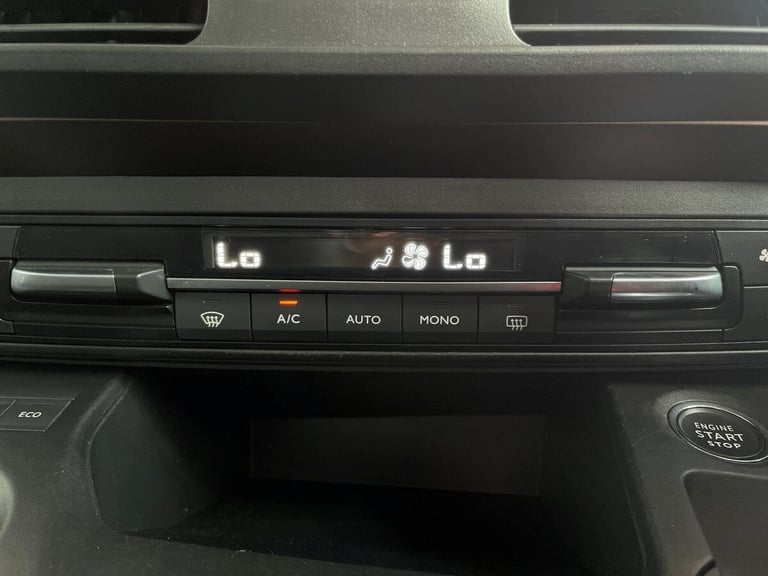 Lo Lo
A/C AUTO MONO
ECO
ENGINE
START
STOP